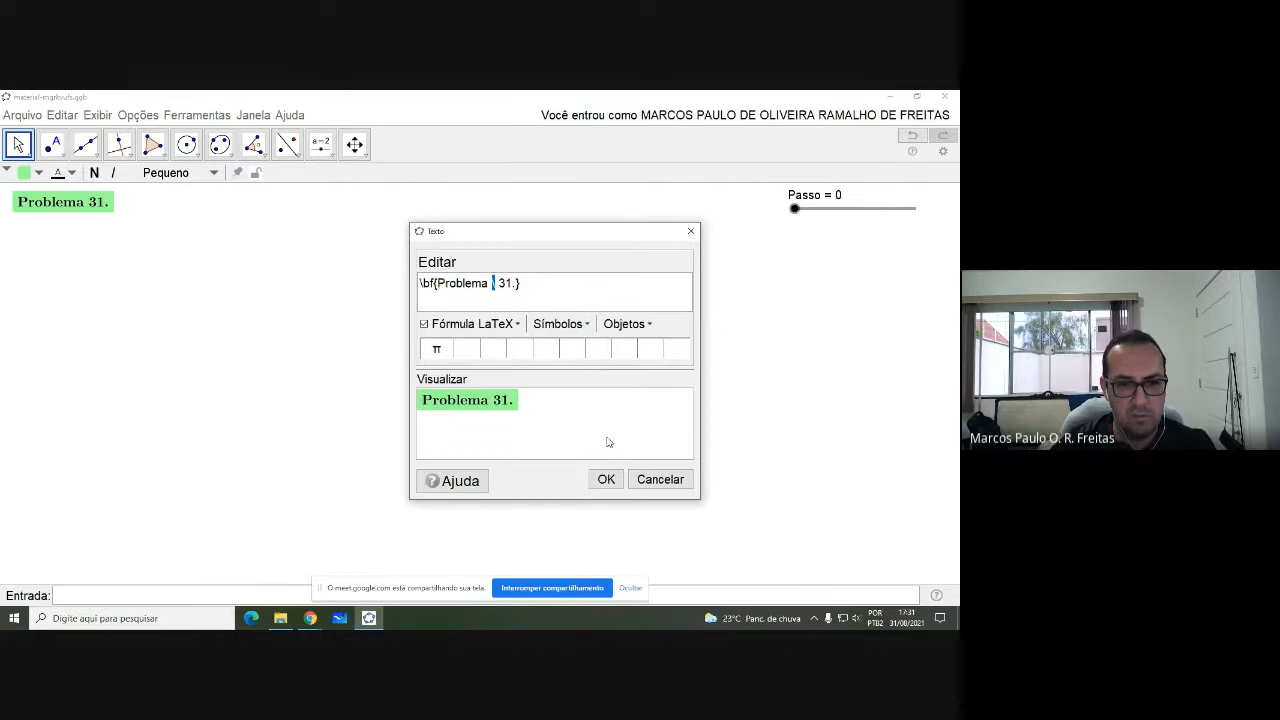 material-mgrkvufs.ggb
Arquivo Editar Exibir Opções Ferramentas Janela Ajuda
Você entrou como MARCOS PAULO DE OLIVEIRA RAMALHO DE FREITAS
A
a=2
A N I Pequeno
Problema 31.
Passo = 0
Texto
Editar
\bf{Problema \ 31.}
Fórmula LaTeX Símbolos Objetos
π
Visualizar
Problema 31.
Ajuda OK Cancelar
Marcos Paulo O. R. Freitas
O meet.google.com está compartilhando sua tela. Interromper compartilhamento Ocultar
Entrada:
Digite aqui para pesquisar
23°C Panc. de chuva
POR
PTB2
17:31
31/08/2021